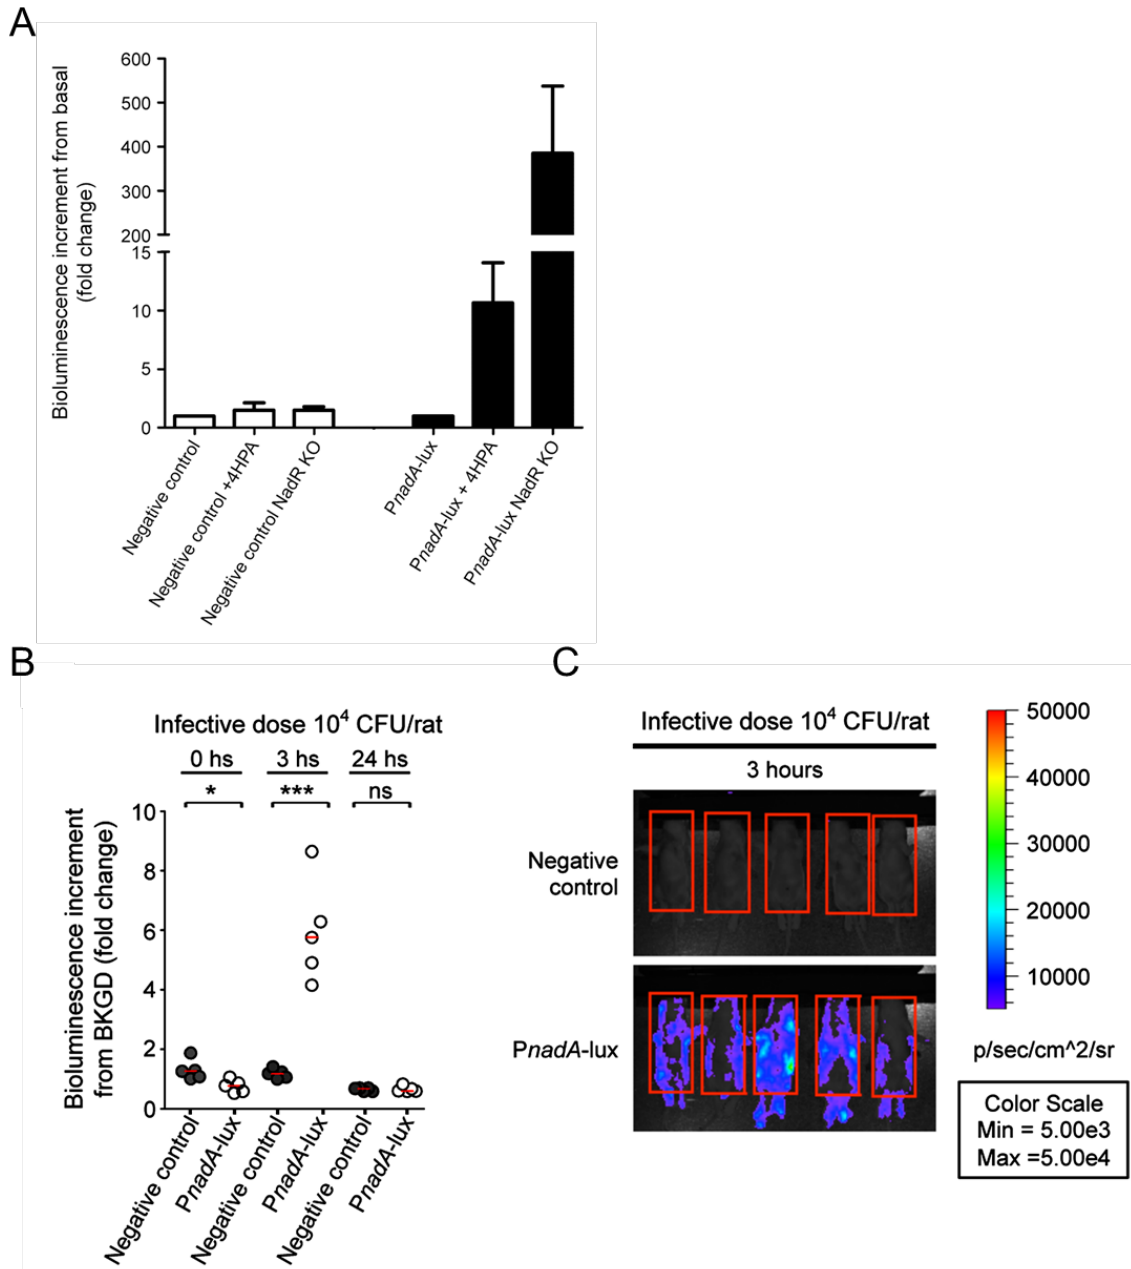 A
Bioluminescence increment from basal
(fold change)
600
500
400
300
200
15
10
5
0
Negative control
Negative control +4HPA
Negative control NadR KO
PnadA-lux
PnadA-lux + 4HPA
PnadA-lux NadR KO
B
Infective dose 10⁴ CFU/rat
0 hs 3 hs 24 hs
* *** ns
Bioluminescence increment
from BKGD (fold change)
10
8
6
4
2
0
Negative control
PnadA-lux
Negative control
PnadA-lux
Negative control
PnadA-lux
C
Infective dose 10⁴ CFU/rat
3 hours
Negative
control
PnadA-lux
50000
40000
30000
20000
10000
p/sec/cm^2/sr
Color Scale
Min = 5.00e3
Max =5.00e4